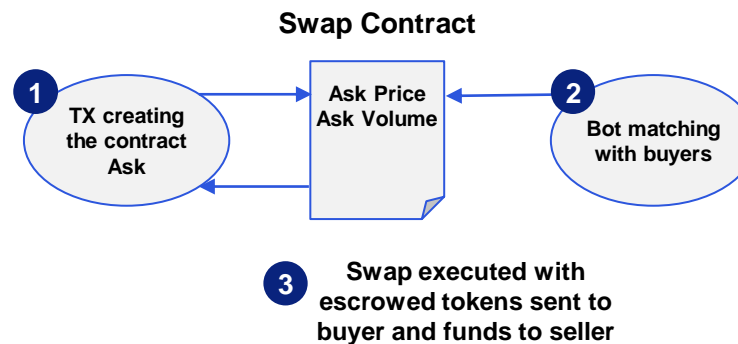 Swap Contract
1
TX creating
the contract
Ask
Ask Price
Ask Volume
2
Bot matching
with buyers
3
Swap executed with
escrowed tokens sent to
buyer and funds to seller